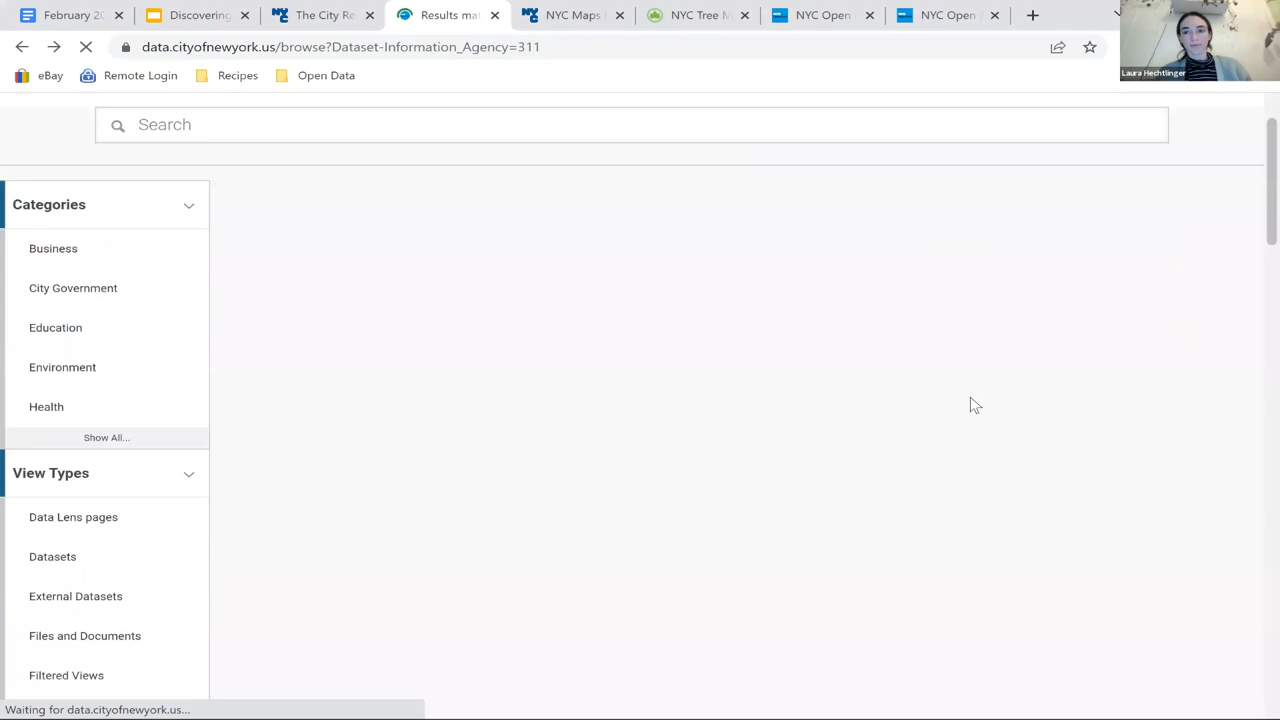 February 20
Discovering
The City Re
Results ma
NYC Maps |
NYC Tree M
NYC Open
NYC Open
data.cityofnewyork.us/browse?Dataset-Information_Agency=311
eBay
Remote Login
Recipes
Open Data
Laura Hechtlinger
Search
Categories
Business
City Government
Education
Environment
Health
Show All...
View Types
Data Lens pages
Datasets
External Datasets
Files and Documents
Filtered Views
Waiting for data.cityofnewyork.us...